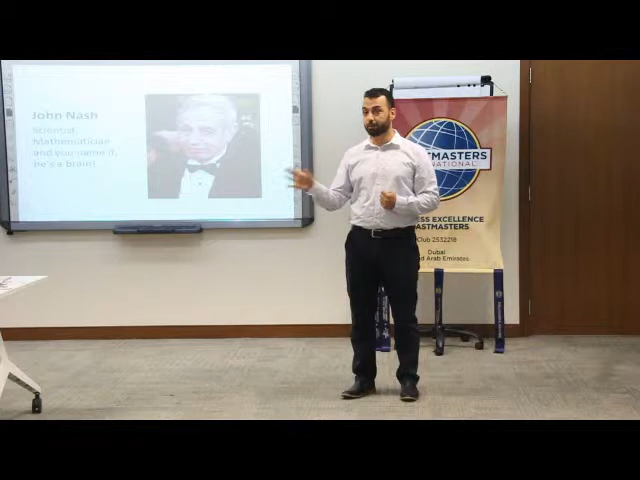 John Nash
Scientist,
Mathematician
and you name it,
he's a brain!
STMASTERS
NATIONAL
ESS EXCELLENCE
ASTMASTERS
Club 2532218
Dubai
d Arab Emirates